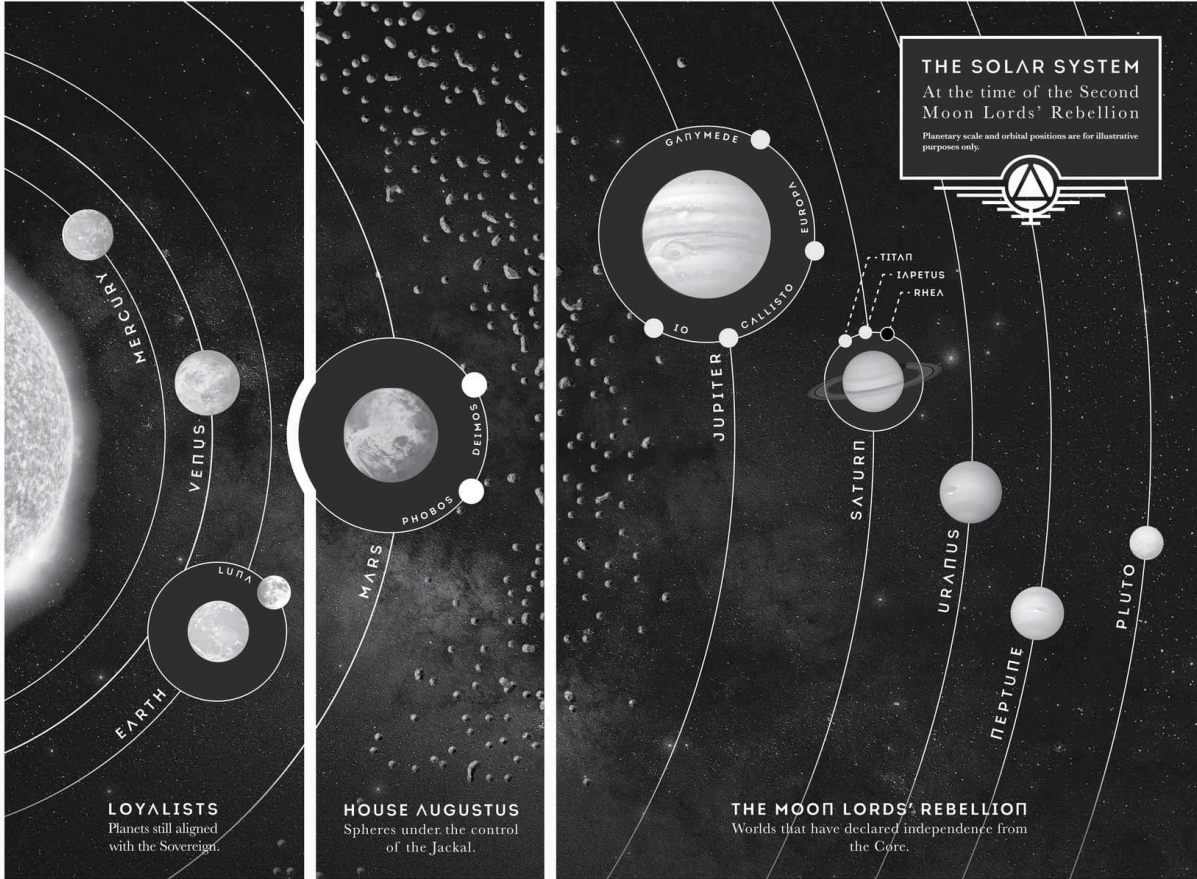 THE SOLAR SYSTEM
At the time of the Second
Moon Lords' Rebellion
Planetary scale and orbital positions are for illustrative
purposes only.
MERCURY
VENUS
LUNA
EARTH
LOYALISTS
Planets still aligned
with the Sovereign.
DEIMOS
PHOBOS
MARS
HOUSE AUGUSTUS
Spheres under the control
of the Jackal.
GANYMEDE
EUROPA
CALLISTO
IO
JUPITER
TITAN
IAPETUS
RHEA
SATURN
URANUS
NEPTUNE
PLUTO
THE MOON LORDS' REBELLION
Worlds that have declared independence from
the Core.